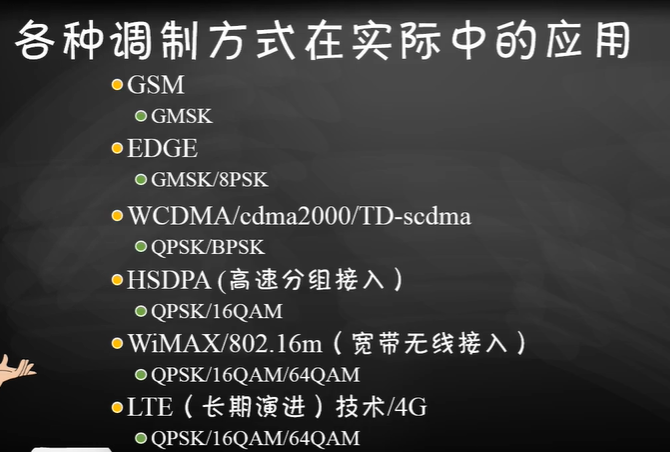 各种调制方式在实际中的应用
GSM
GMSK
EDGE
GMSK/8PSK
WCDMA/cdma2000/TD-scdma
QPSK/BPSK
HSDPA (高速分组接入）
QPSK/16QAM
WiMAX/802.16m（宽带无线接入）
QPSK/16QAM/64QAM
LTE（长期演进）技术/4G
QPSK/16QAM/64QAM